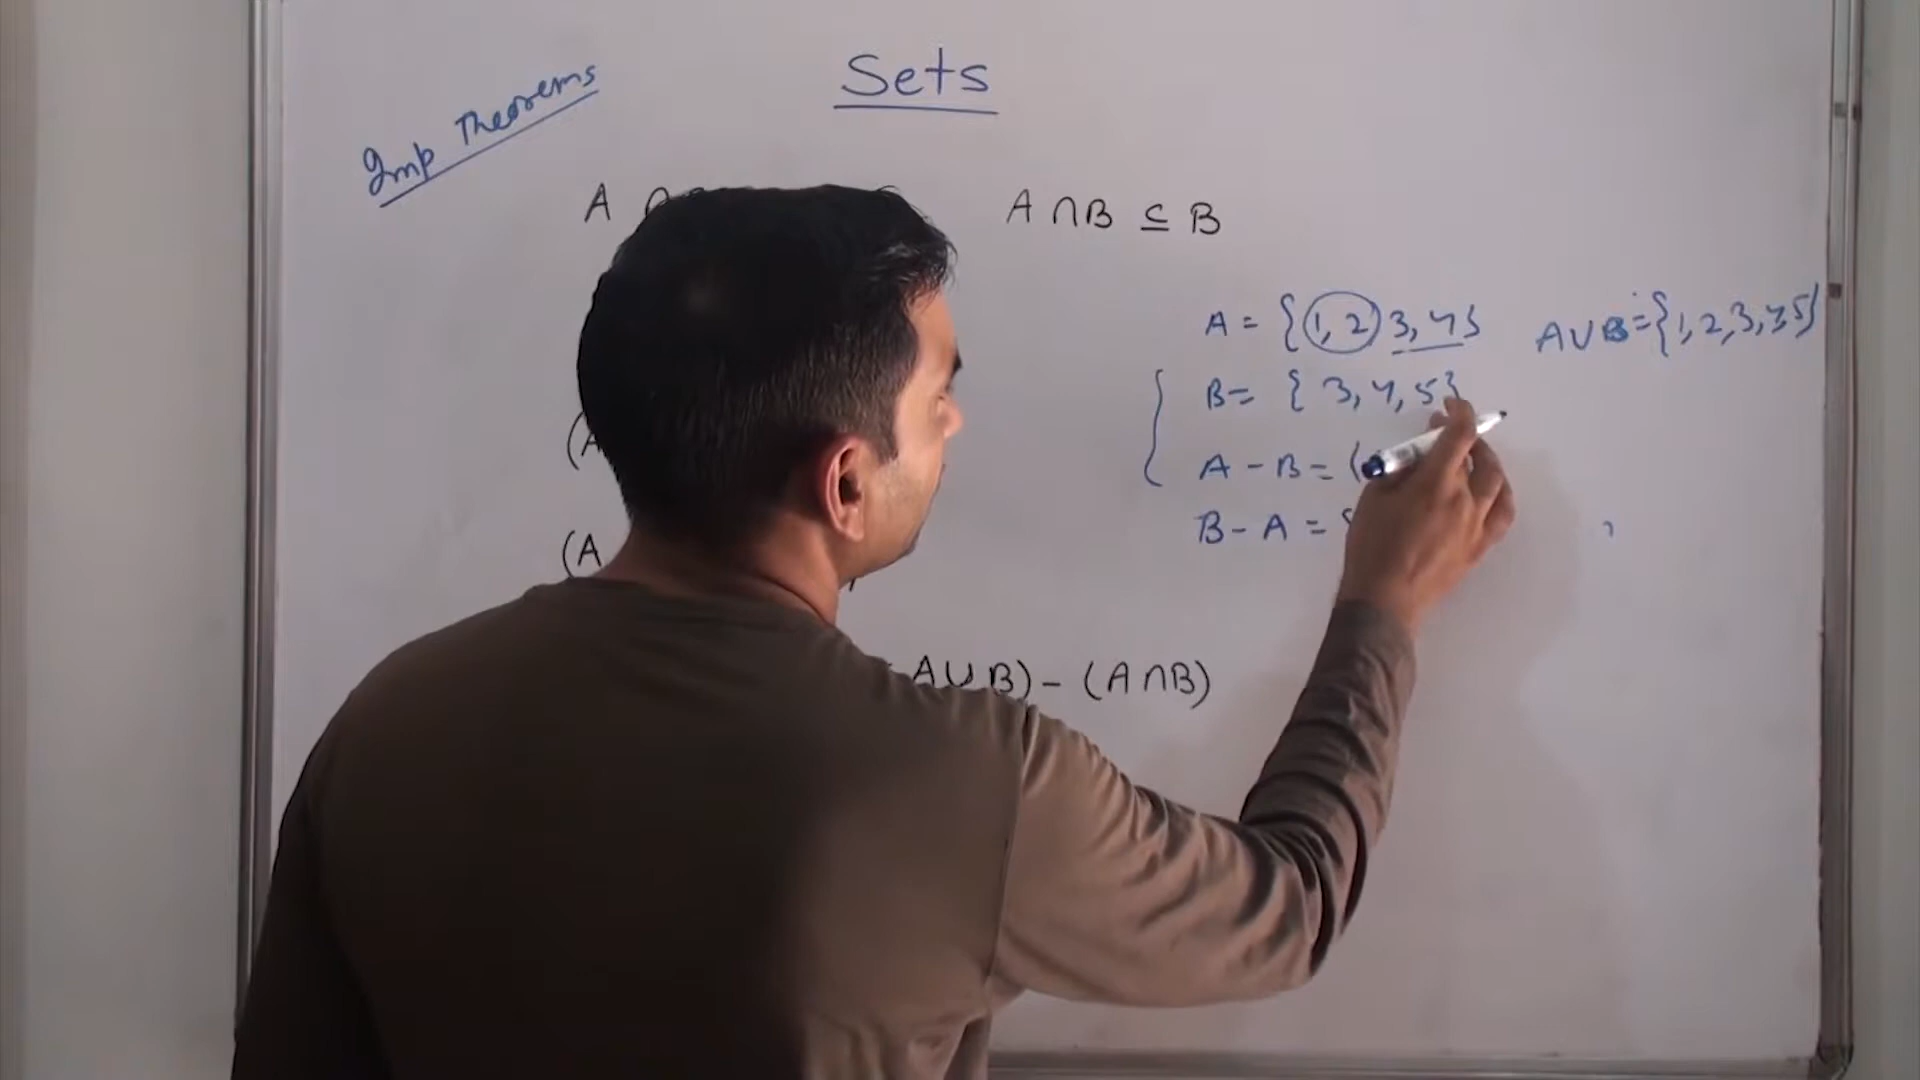 Sets
Imp Theorems
A ∩ A ∩ B ⊆ B
A = { 1, 2, 3, 4 } A ∪ B = { 1, 2, 3, 4, 5 }
B = { 3, 4, 5 }
A - B = {
(A
B - A = {
(A
A ∪ B) - (A ∩ B)